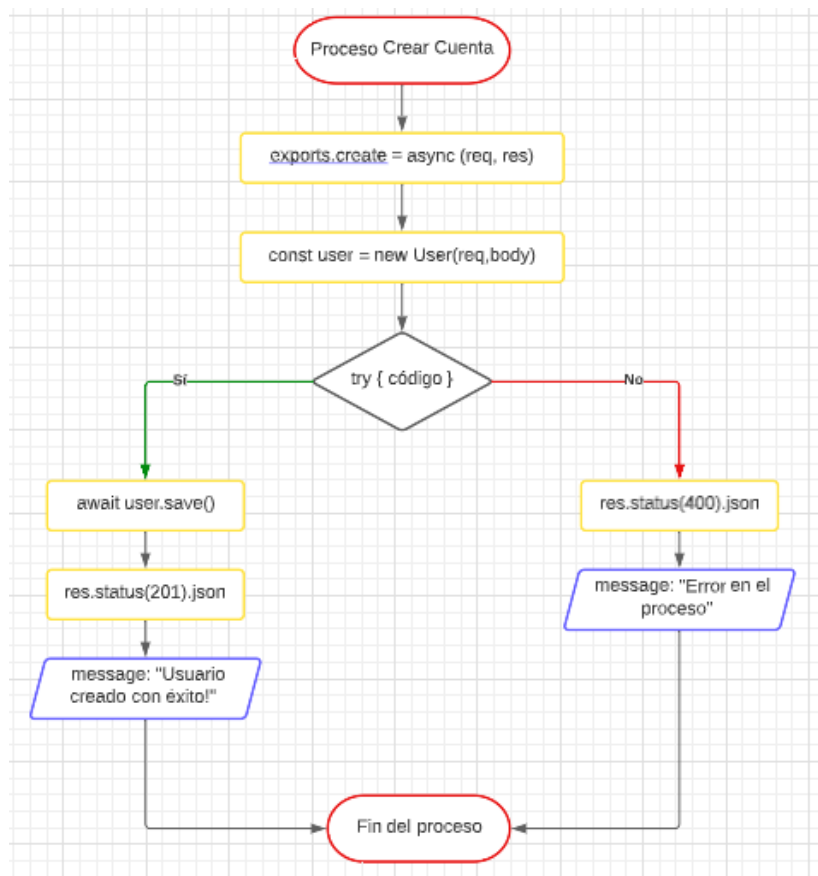 Proceso Crear Cuenta
exports.create = async (req, res)
const user = new User(req,body)
try { código }
Sí
No
await user.save()
res.status(400).json
res.status(201).json
message: "Error en el
proceso"
message: "Usuario
creado con éxito!"
Fin del proceso